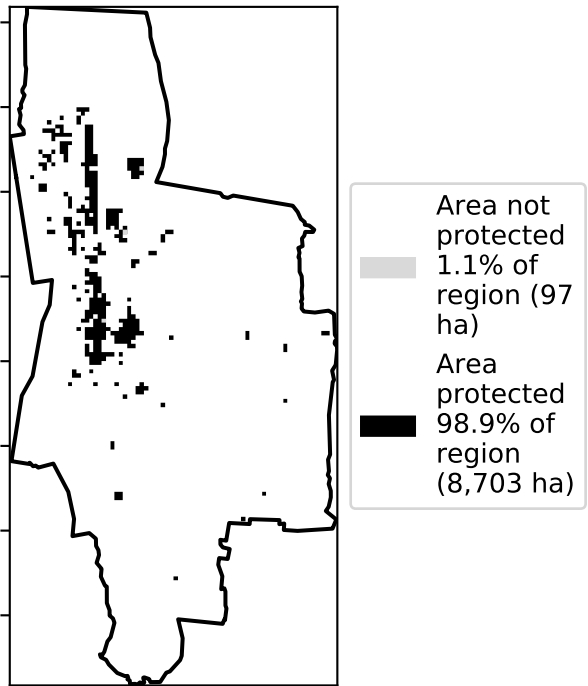 Area not
protected
1.1% of
region (97
ha)
Area
protected
98.9% of
region
(8,703 ha)